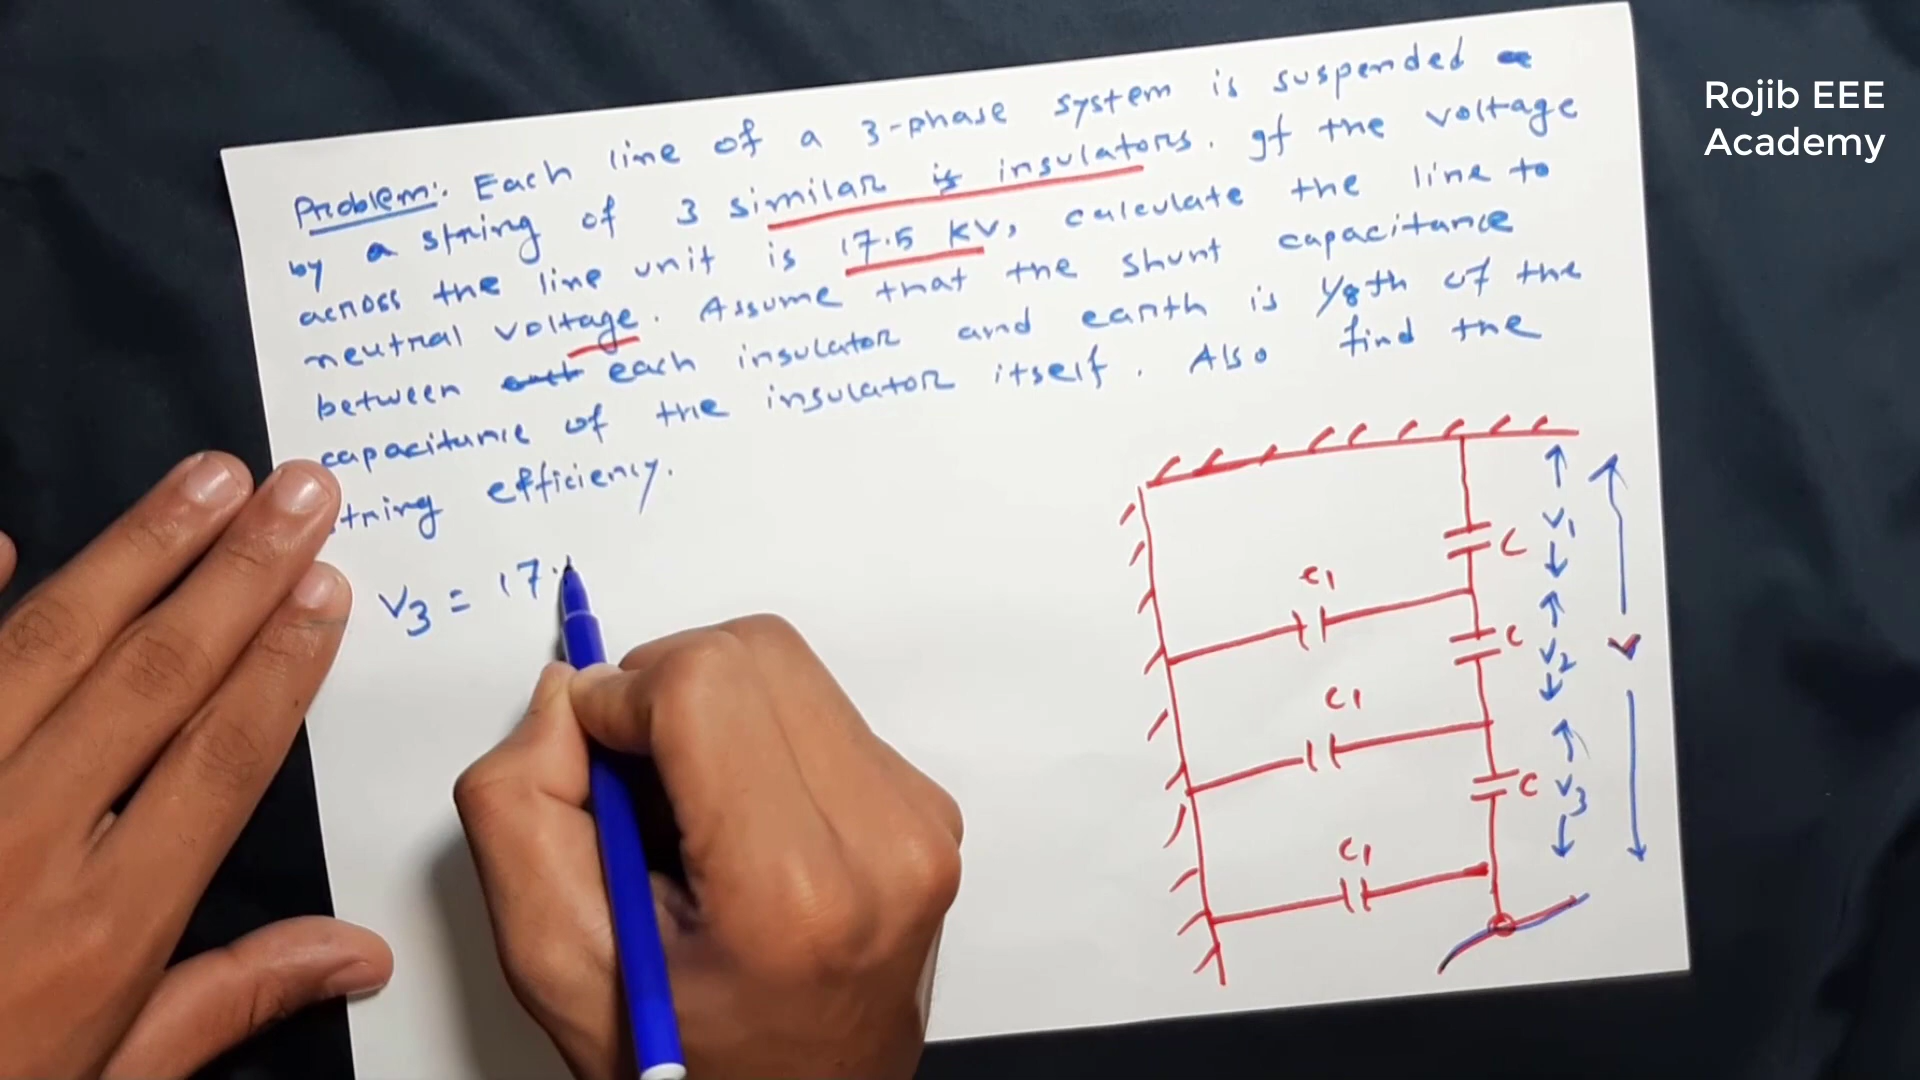 Rojib EEE
Academy
Problem: Each line of a 3-phase system is suspended
by a string of 3 similar is insulators. If the voltage
across the line unit is 17.5 KV, calculate the line to
neutral voltage. Assume that the shunt capacitance
between each insulator and earth is 1/8th of the
capacitance of the insulator itself. Also find the
string efficiency.
V3 = 17.
C
V1
C1
C
V2
V
C1
C
V3
C1